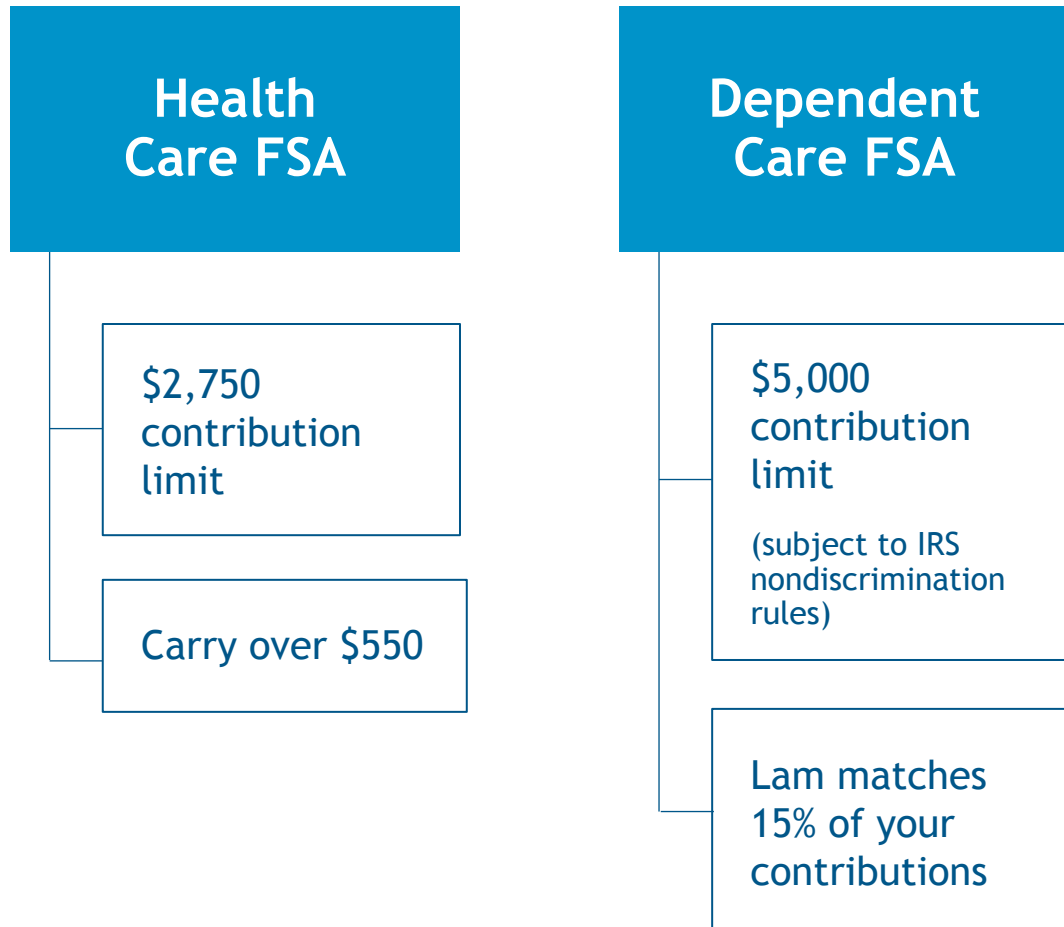 Health
Care FSA
$2,750
contribution
limit
Carry over $550
Dependent
Care FSA
$5,000
contribution
limit
(subject to IRS
nondiscrimination
rules)
Lam matches
15% of your
contributions